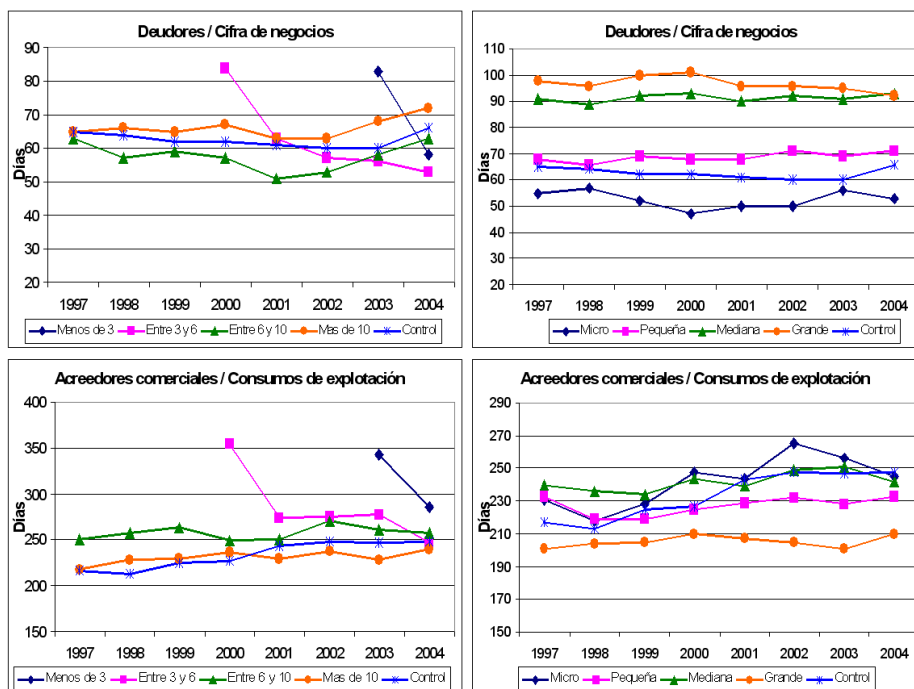 Deudores / Cifra de negocios
90
80
70
60
50
40
30
20
Días
1997 1998 1999 2000 2001 2002 2003 2004
Menos de 3 Entre 3 y 6 Entre 6 y 10 Mas de 10 Control
Deudores / Cifra de negocios
110
100
90
80
70
60
50
40
30
20
Días
1997 1998 1999 2000 2001 2002 2003 2004
Micro Pequeña Mediana Grande Control
Acreedores comerciales / Consumos de explotación
400
350
300
250
200
150
Días
1997 1998 1999 2000 2001 2002 2003 2004
Menos de 3 Entre 3 y 6 Entre 6 y 10 Mas de 10 Control
Acreedores comerciales / Consumos de explotación
290
270
250
230
210
190
170
150
Días
1997 1998 1999 2000 2001 2002 2003 2004
Micro Pequeña Mediana Grande Control